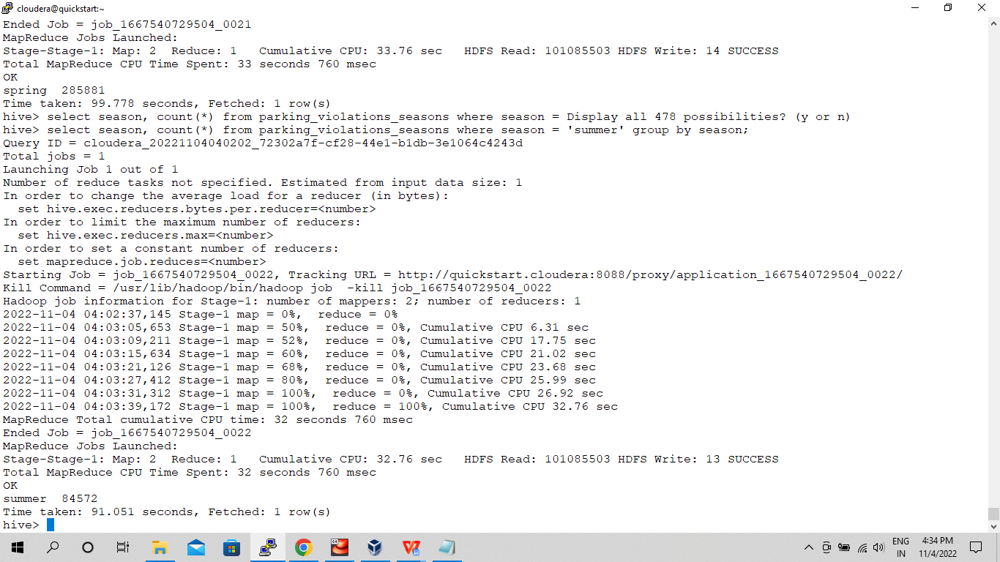 cloudera@quickstart:~
Ended Job = job_1667540729504_0021
MapReduce Jobs Launched:
Stage-Stage-1: Map: 2  Reduce: 1   Cumulative CPU: 33.76 sec   HDFS Read: 101085503 HDFS Write: 14 SUCCESS
Total MapReduce CPU Time Spent: 33 seconds 760 msec
OK
spring  285881
Time taken: 99.778 seconds, Fetched: 1 row(s)
hive> select season, count(*) from parking_violations_seasons where season = Display all 478 possibilities? (y or n)
hive> select season, count(*) from parking_violations_seasons where season = 'summer' group by season;
Query ID = cloudera_20221104040202_72302a7f-cf28-44e1-b1db-3e1064c4243d
Total jobs = 1
Launching Job 1 out of 1
Number of reduce tasks not specified. Estimated from input data size: 1
In order to change the average load for a reducer (in bytes):
  set hive.exec.reducers.bytes.per.reducer=<number>
In order to limit the maximum number of reducers:
  set hive.exec.reducers.max=<number>
In order to set a constant number of reducers:
  set mapreduce.job.reduces=<number>
Starting Job = job_1667540729504_0022, Tracking URL = http://quickstart.cloudera:8088/proxy/application_1667540729504_0022/
Kill Command = /usr/lib/hadoop/bin/hadoop job  -kill job_1667540729504_0022
Hadoop job information for Stage-1: number of mappers: 2; number of reducers: 1
2022-11-04 04:02:37,145 Stage-1 map = 0%,  reduce = 0%
2022-11-04 04:03:05,653 Stage-1 map = 50%,  reduce = 0%, Cumulative CPU 6.31 sec
2022-11-04 04:03:09,211 Stage-1 map = 52%,  reduce = 0%, Cumulative CPU 17.75 sec
2022-11-04 04:03:15,634 Stage-1 map = 60%,  reduce = 0%, Cumulative CPU 21.02 sec
2022-11-04 04:03:21,126 Stage-1 map = 68%,  reduce = 0%, Cumulative CPU 23.68 sec
2022-11-04 04:03:27,412 Stage-1 map = 80%,  reduce = 0%, Cumulative CPU 25.99 sec
2022-11-04 04:03:31,312 Stage-1 map = 100%,  reduce = 0%, Cumulative CPU 26.92 sec
2022-11-04 04:03:39,172 Stage-1 map = 100%,  reduce = 100%, Cumulative CPU 32.76 sec
MapReduce Total cumulative CPU time: 32 seconds 760 msec
Ended Job = job_1667540729504_0022
MapReduce Jobs Launched:
Stage-Stage-1: Map: 2  Reduce: 1   Cumulative CPU: 32.76 sec   HDFS Read: 101085503 HDFS Write: 13 SUCCESS
Total MapReduce CPU Time Spent: 32 seconds 760 msec
OK
summer  84572
Time taken: 91.051 seconds, Fetched: 1 row(s)
hive>
ENG
IN
4:34 PM
11/4/2022